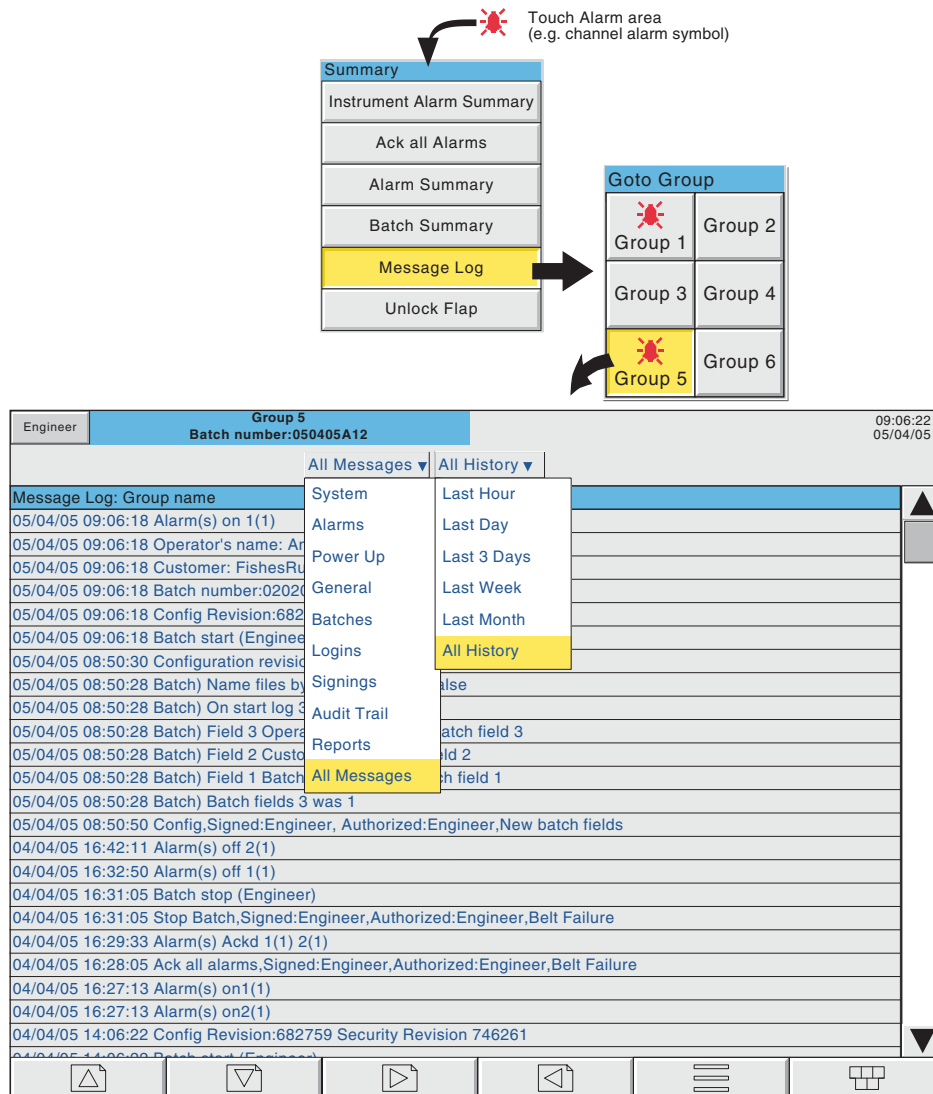 Touch Alarm area
(e.g. channel alarm symbol)
Summary
Instrument Alarm Summary
Ack all Alarms
Alarm Summary
Batch Summary
Message Log
Unlock Flap
Goto Group
Group 1
Group 2
Group 3
Group 4
Group 5
Group 6
Engineer
Group 5
Batch number:050405A12
09:06:22
05/04/05
All Messages ▼
All History ▼
System
Alarms
Power Up
General
Batches
Logins
Signings
Audit Trail
Reports
All Messages
Last Hour
Last Day
Last 3 Days
Last Week
Last Month
All History
Message Log: Group name
05/04/05 09:06:18 Alarm(s) on 1(1)
05/04/05 09:06:18 Operator's name:
05/04/05 09:06:18 Customer:
05/04/05 09:06:18 Batch number:02020
05/04/05 09:06:18 Config Revision:682
05/04/05 09:06:18 Batch start (Enginee
05/04/05 08:50:30 Configuration revisio
05/04/05 08:50:28 Batch) Name files by alse
05/04/05 08:50:28 Batch) On start log 3
05/04/05 08:50:28 Batch) Field 3 Opera atch field 3
05/04/05 08:50:28 Batch) Field 2 Custo ld 2
05/04/05 08:50:28 Batch) Field 1 Batch h field 1
05/04/05 08:50:28 Batch) Batch fields 3 was 1
05/04/05 08:50:50 Config,Signed:Engineer, Authorized:Engineer,New batch fields
04/04/05 16:42:11 Alarm(s) off 2(1)
04/04/05 16:32:50 Alarm(s) off 1(1)
04/04/05 16:31:05 Batch stop (Engineer)
04/04/05 16:31:05 Stop Batch,Signed:Engineer,Authorized:Engineer,Belt Failure
04/04/05 16:29:33 Alarm(s) Ackd 1(1) 2(1)
04/04/05 16:28:05 Ack all alarms,Signed:Engineer,Authorized:Engineer,Belt Failure
04/04/05 16:27:13 Alarm(s) on1(1)
04/04/05 16:27:13 Alarm(s) on2(1)
04/04/05 14:06:22 Config Revision:682759 Security Revision 746261